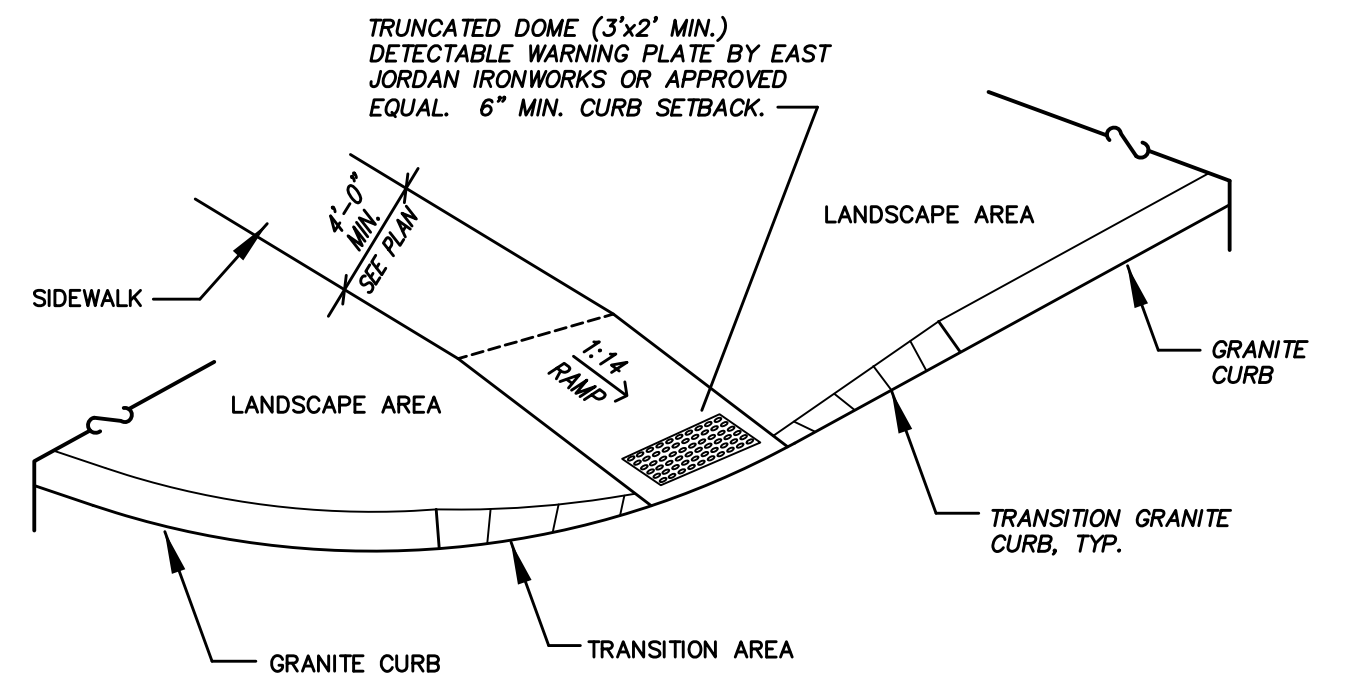 TRUNCATED DOME (3'x2' MIN.)
DETECTABLE WARNING PLATE BY EAST
JORDAN IRONWORKS OR APPROVED
EQUAL. 6" MIN. CURB SETBACK.
4'-0"
MIN.
SEE PLAN
LANDSCAPE AREA
SIDEWALK
1:14
RAMP
GRANITE
CURB
LANDSCAPE AREA
TRANSITION GRANITE
CURB, TYP.
TRANSITION AREA
GRANITE CURB